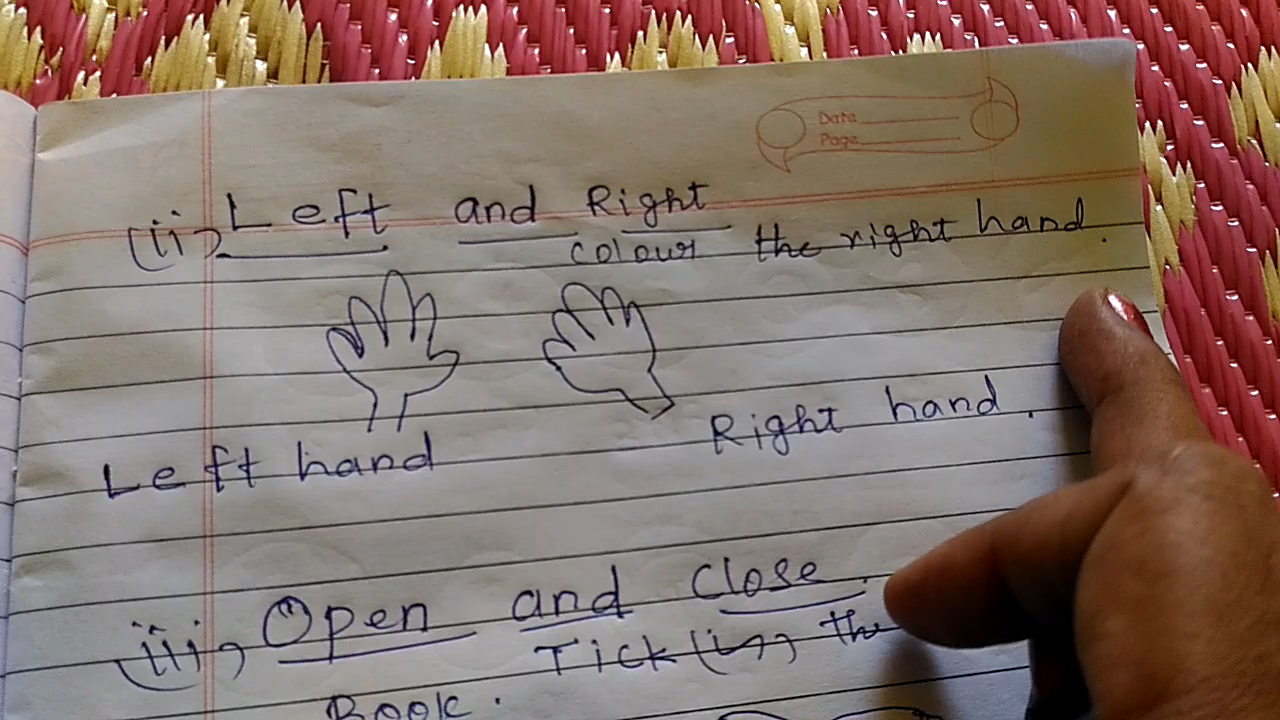 Date
Page
(ii) Left and Right
colour the right hand.
Left hand
Right hand.
(iii) Open and Close.
Tick (✓) the
Book.